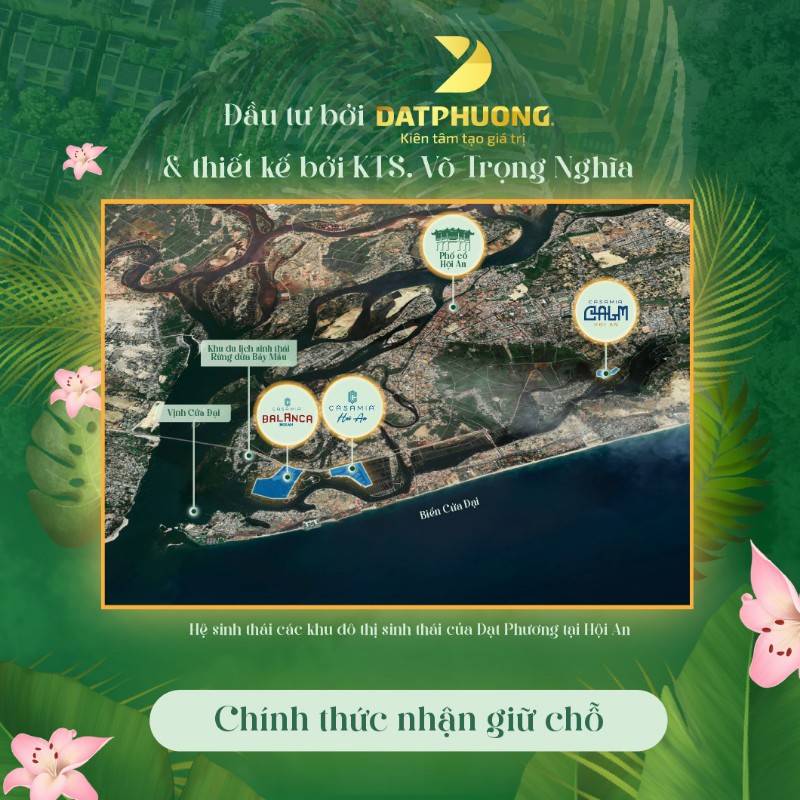 Đầu tư bởi DATPHUONG
Kiên tâm tạo giá trị
& thiết kế bởi KTS. Võ Trọng Nghĩa
Phố cổ
Hội An
CASAMIA
CALM
HOI AN
Khu du lịch sinh thái
Rừng dừa Bảy Mẫu
Vịnh Cửa Đại
CASAMIA
BALANCA
HOI AN
CASAMIA
Hoi An
Biển Cửa Đại
Hệ sinh thái các khu đô thị sinh thái của Đạt Phương tại Hội An
Chính thức nhận giữ chỗ